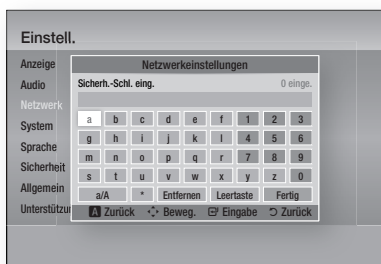 Einstell.
Anzeige
Audio
Netzwerk
System
Sprache
Sicherheit
Allgemein
Unterstützun
Netzwerkeinstellungen
Sicherh.-Schl. eing. 0 einge.
a b c d e f 1 2 3
g h i j k l 4 5 6
m n o p q r 7 8 9
s t u v w x y z 0
a/A * Entfernen Leertaste Fertig
A Zurück Beweg. Eingabe Zurück